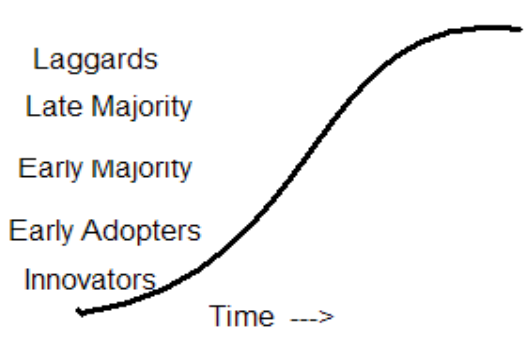 Laggards
Late Majority
Early Majority
Early Adopters
Innovators
Time --->